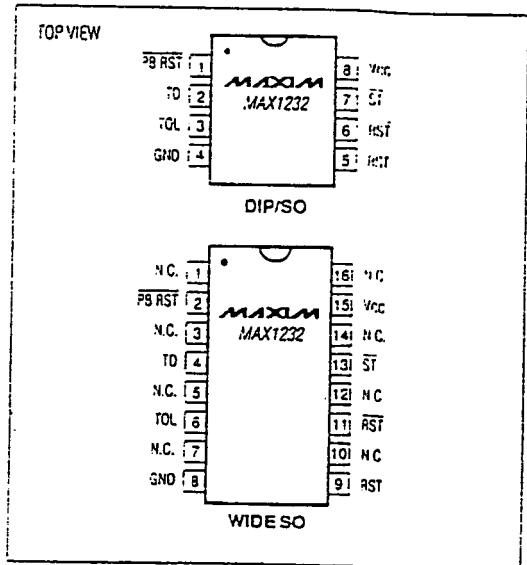 TOP VIEW
PB RST 1
TD 2
TOL 3
GND 4
MAXIM
MAX1232
8 Vcc
7 ST
6 RST
5 RST
DIP/SO
N.C. 1
PB RST 2
N.C. 3
TD 4
N.C. 5
TOL 6
N.C. 7
GND 8
MAXIM
MAX1232
16 N.C
15 Vcc
14 N.C.
13 ST
12 N.C
11 RST
10 N.C
9 RST
WIDE SO